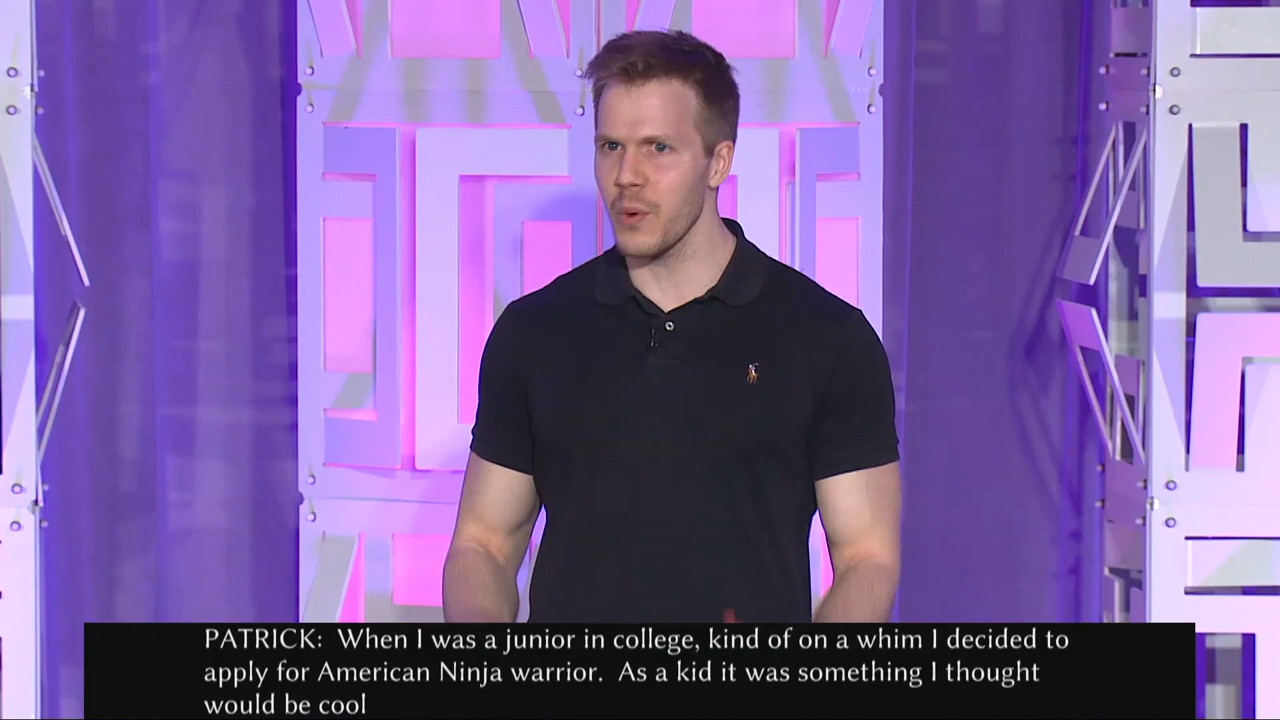 PATRICK:  When I was a junior in college, kind of on a whim I decided to
apply for American Ninja warrior.  As a kid it was something I thought
would be cool